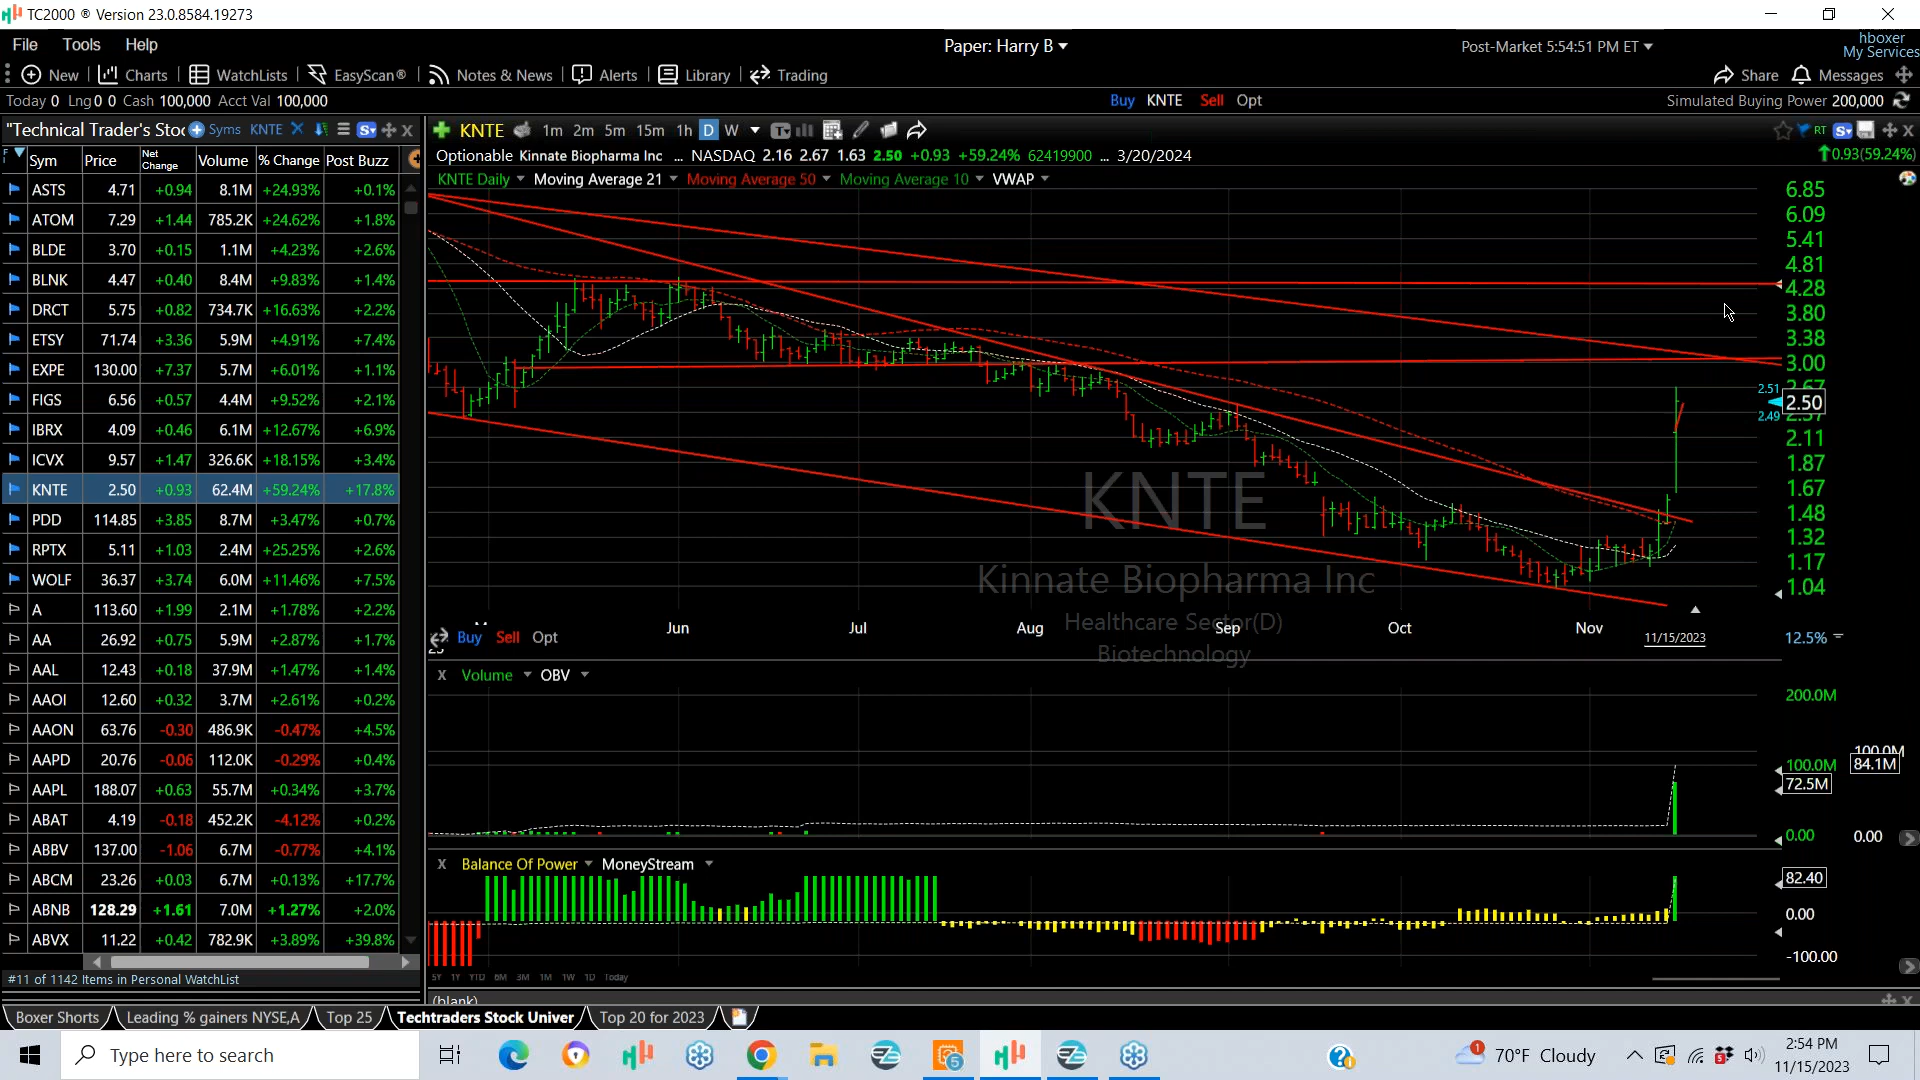 TC2000 ® Version 23.0.8584.19273
File Tools Help
Paper: Harry B
Post-Market 5:54:51 PM ET
hboxer
My Services
New Charts WatchLists EasyScan® Notes & News Alerts Library Trading
Share Messages
Today 0 Lng 0 0 Cash 100,000 Acct Val 100,000
Buy KNTE Sell Opt
Simulated Buying Power 200,000
"Technical Trader's Stoc Syms KNTE
KNTE 1m 2m 5m 15m 1h D W
RT
Optionable Kinnate Biopharma Inc ... NASDAQ 2.16 2.67 1.63 2.50 +0.93 +59.24% 62419900 ... 3/20/2024
0.93(59.24%)
KNTE Daily Moving Average 21 Moving Average 50 Moving Average 10 VWAP
F Sym Price Net Change Volume % Change Post Buzz
ASTS 4.71 +0.94 8.1M +24.93% +0.1%
ATOM 7.29 +1.44 785.2K +24.62% +1.8%
BLDE 3.70 +0.15 1.1M +4.23% +2.6%
BLNK 4.47 +0.40 8.4M +9.83% +1.4%
DRCT 5.75 +0.82 734.7K +16.63% +2.2%
ETSY 71.74 +3.36 5.9M +4.91% +7.4%
EXPE 130.00 +7.37 5.7M +6.01% +1.1%
FIGS 6.56 +0.57 4.4M +9.52% +2.1%
IBRX 4.09 +0.46 6.1M +12.67% +6.9%
ICVX 9.57 +1.47 326.6K +18.15% +3.4%
KNTE 2.50 +0.93 62.4M +59.24% +17.8%
PDD 114.85 +3.85 8.7M +3.47% +0.7%
RPTX 5.11 +1.03 2.4M +25.25% +2.6%
WOLF 36.37 +3.74 6.0M +11.46% +7.5%
A 113.60 +1.99 2.1M +1.78% +2.2%
AA 26.92 +0.75 5.9M +2.87% +1.7%
AAL 12.43 +0.18 37.9M +1.47% +1.4%
AAOI 12.60 +0.32 3.7M +2.61% +0.2%
AAON 63.76 -0.30 486.9K -0.47% +4.5%
AAPD 20.76 -0.06 112.0K -0.29% +0.4%
AAPL 188.07 +0.63 55.7M +0.34% +3.7%
ABAT 4.19 -0.18 452.2K -4.12% +0.2%
ABBV 137.00 -1.06 6.7M -0.77% +4.1%
ABCM 23.26 +0.03 6.7M +0.13% +17.7%
ABNB 128.29 +1.61 7.0M +1.27% +2.0%
ABVX 11.22 +0.42 782.9K +3.89% +39.8%
#11 of 1142 Items in Personal WatchList
6.85
6.09
5.41
4.81
4.28
3.80
3.38
3.00
2.51
2.50
2.49
2.11
1.87
1.67
1.48
1.32
1.17
1.04
KNTE
Kinnate Biopharma Inc
Healthcare Sector(D)
Biotechnology
Jun Jul Aug Sep Oct Nov
11/15/2023
12.5%
Buy Sell Opt
X Volume OBV
200.0M
100.0M
100.0M
84.1M
72.5M
0.00 0.00
X Balance Of Power MoneyStream
82.40
0.00
-100.00
5Y 1Y YTD 6M 3M 1M 1W 1D Today
(blank)
Boxer Shorts Leading % gainers NYSE,A Top 25 Techtraders Stock Univer Top 20 for 2023
Type here to search
1
70°F Cloudy
2:54 PM
11/15/2023